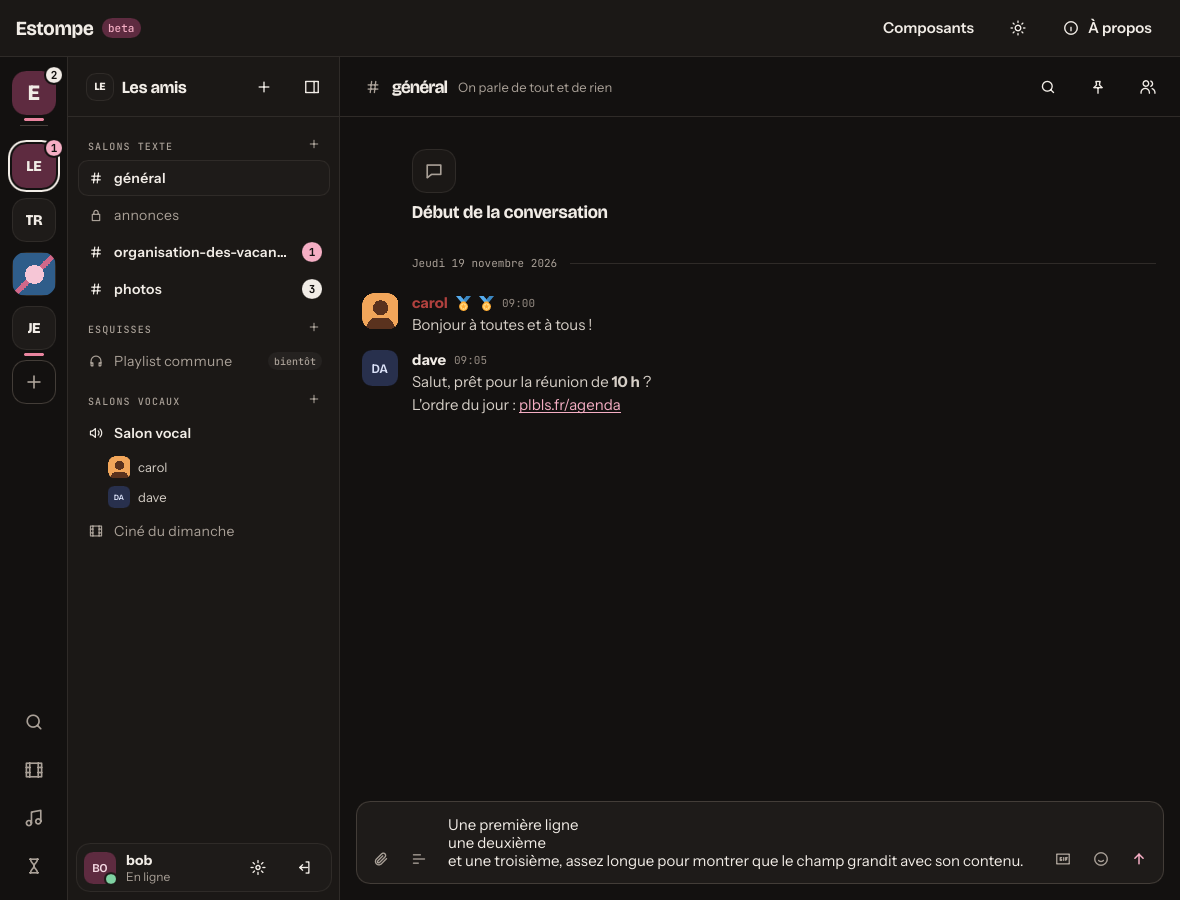 Estompe beta
Composants
À propos
E 2
LE 1
TR
JE
LE Les amis
SALONS TEXTE
# général
annonces
# organisation-des-vacan... 1
# photos 3
ESQUISSES
Playlist commune bientôt
SALONS VOCAUX
Salon vocal
carol
DA dave
Ciné du dimanche
BO bob
En ligne
# général On parle de tout et de rien
Début de la conversation
Jeudi 19 novembre 2026
carol 09:00
Bonjour à toutes et à tous !
DA dave 09:05
Salut, prêt pour la réunion de 10 h ?
L'ordre du jour : plbls.fr/agenda
Une première ligne
une deuxième
et une troisième, assez longue pour montrer que le champ grandit avec son contenu.
GIF